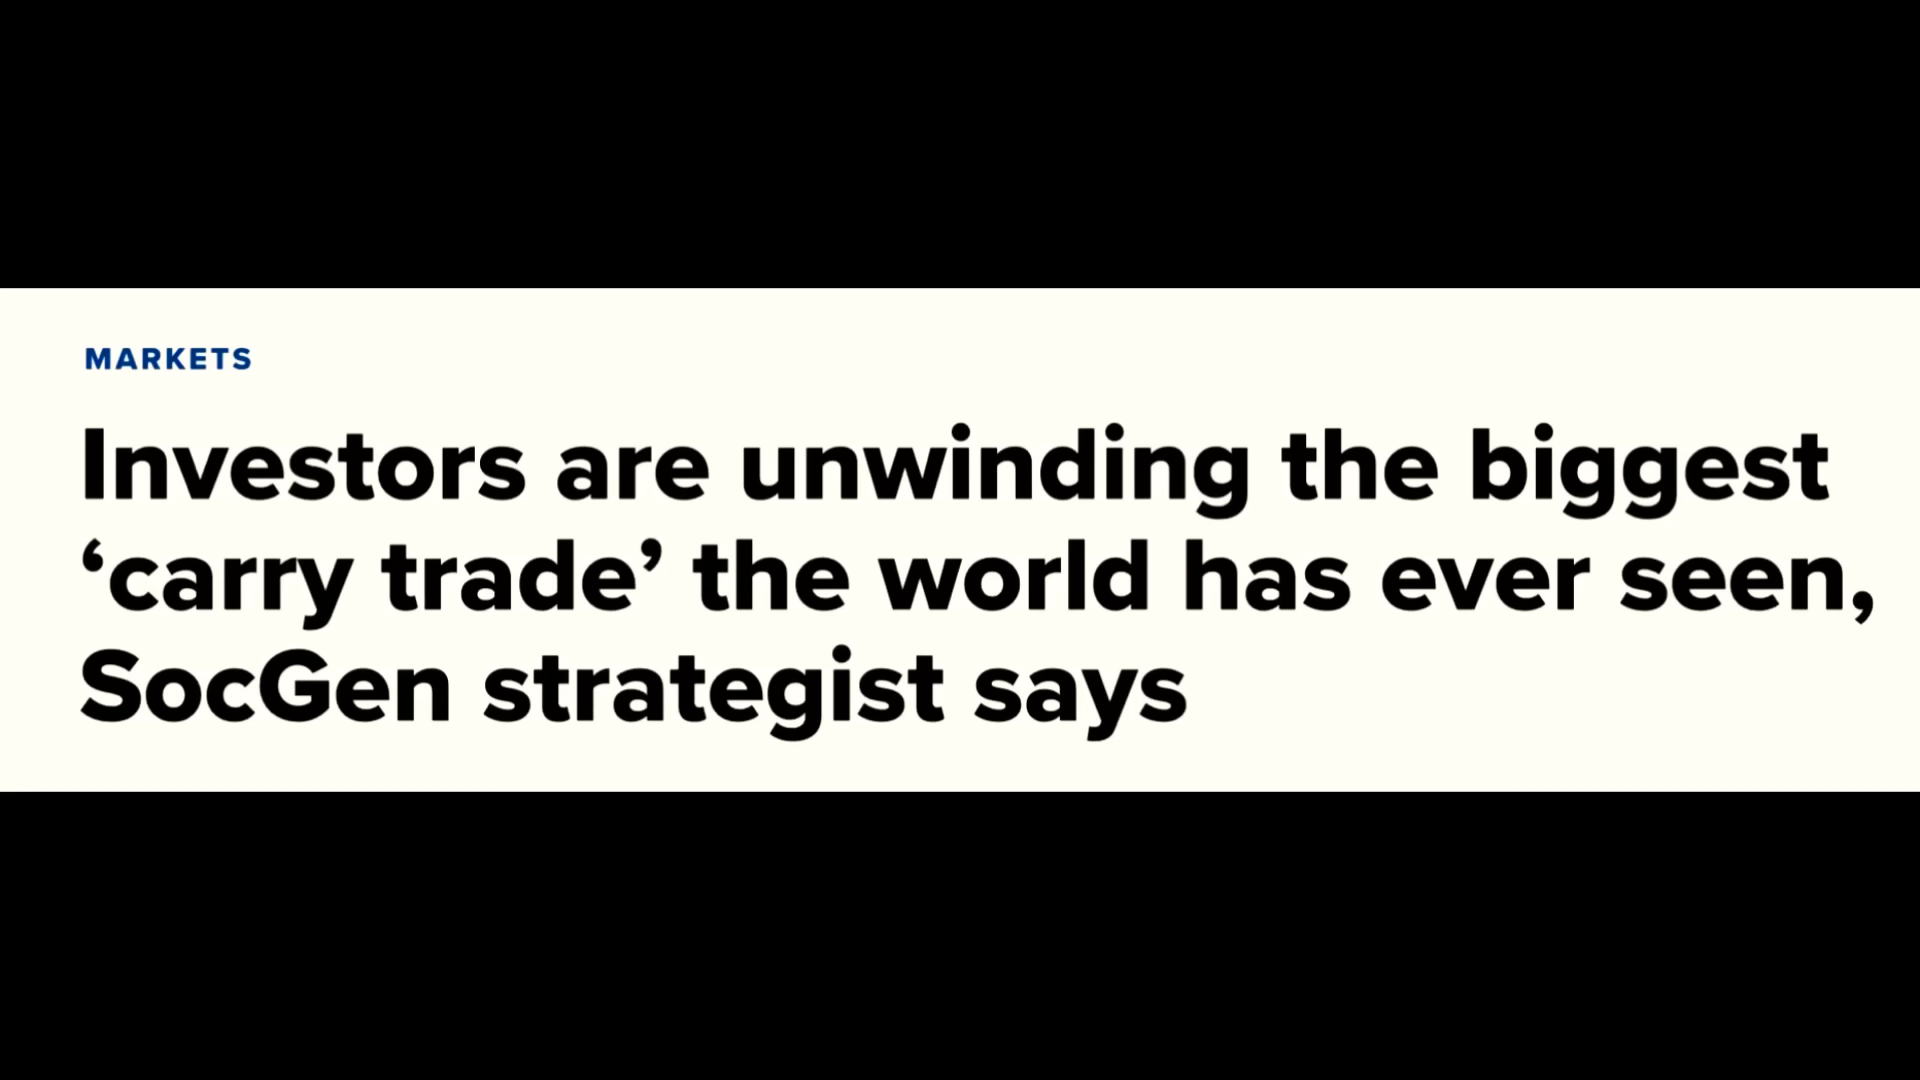 MARKETS
Investors are unwinding the biggest
‘carry trade’ the world has ever seen,
SocGen strategist says